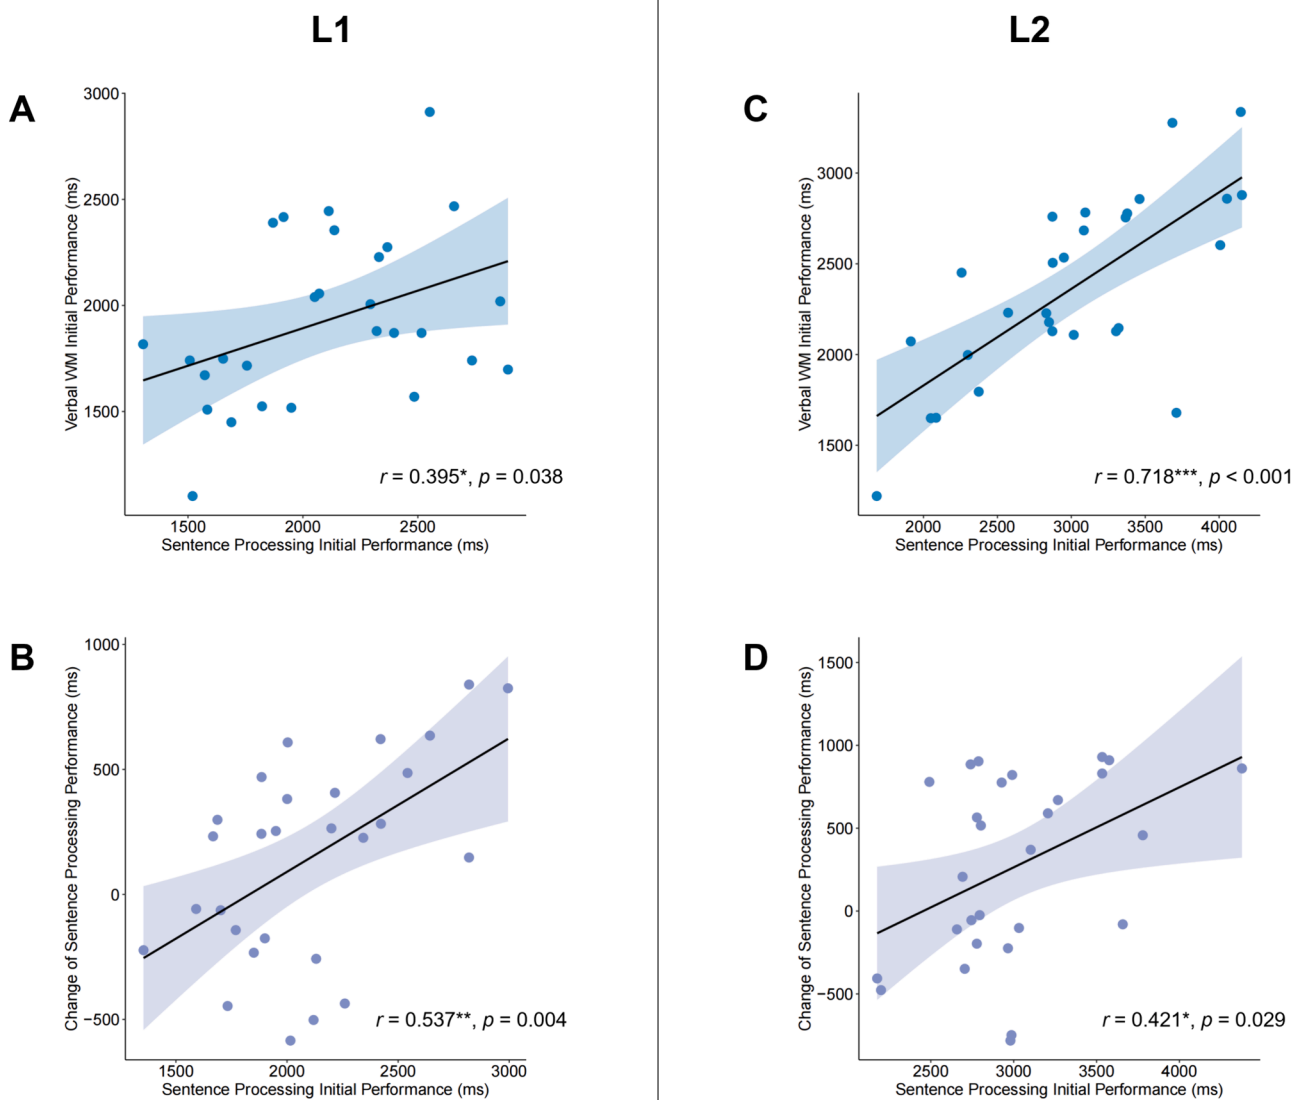 L1
L2
A
3000
2500
2000
1500
Verbal WM Initial Performance (ms)
r = 0.395*, p = 0.038
1500 2000 2500
Sentence Processing Initial Performance (ms)
C
3000
2500
2000
1500
Verbal WM Initial Performance (ms)
r = 0.718***, p < 0.001
2000 2500 3000 3500 4000
Sentence Processing Initial Performance (ms)
B
1000
500
0
−500
Change of Sentence Processing Performance (ms)
r = 0.537**, p = 0.004
1500 2000 2500 3000
Sentence Processing Initial Performance (ms)
D
1500
1000
500
0
−500
Change of Sentence Processing Performance (ms)
r = 0.421*, p = 0.029
2500 3000 3500 4000
Sentence Processing Initial Performance (ms)